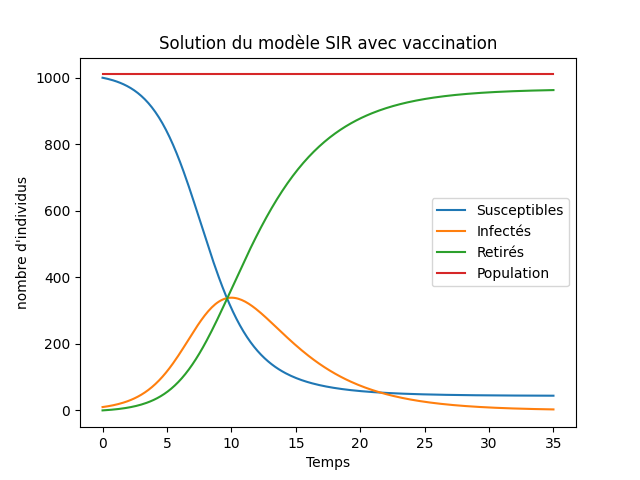 Solution du modèle SIR avec vaccination
nombre d'individus
1000
800
600
400
200
0
Susceptibles
Infectés
Retirés
Population
0 5 10 15 20 25 30 35
Temps